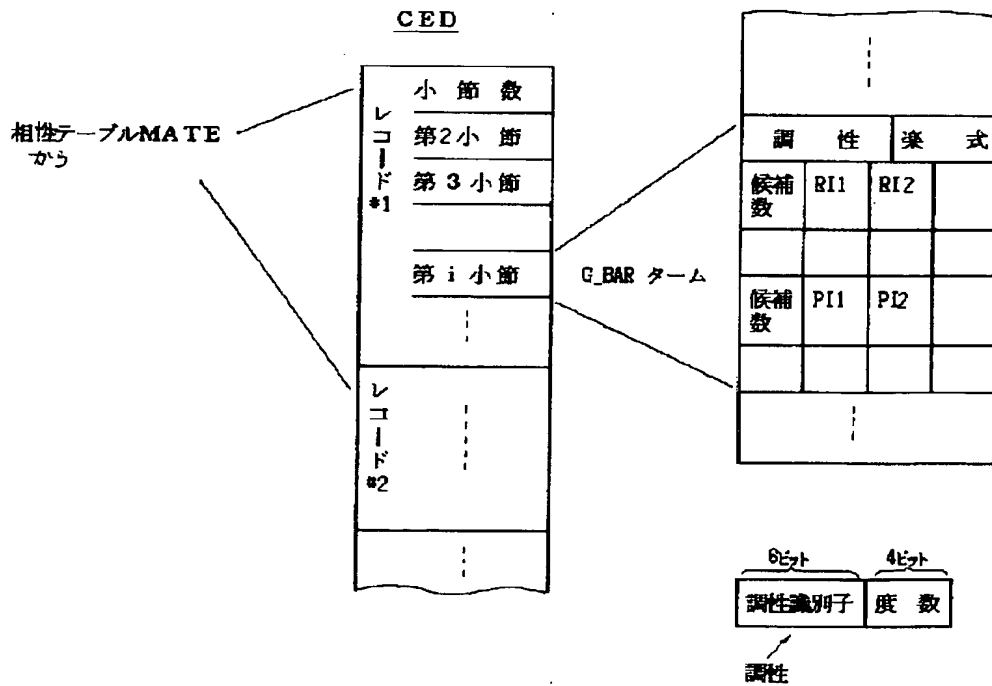 CED
相性テーブルMATE
から
レコード#1
小節数
第2小節
第3小節
第i小節
レコード#2
G_BAR ターム
調性 楽式
候補数 RI1 RI2
候補数 PI1 PI2
6ビット 4ビット
調性識別子 度数
調性